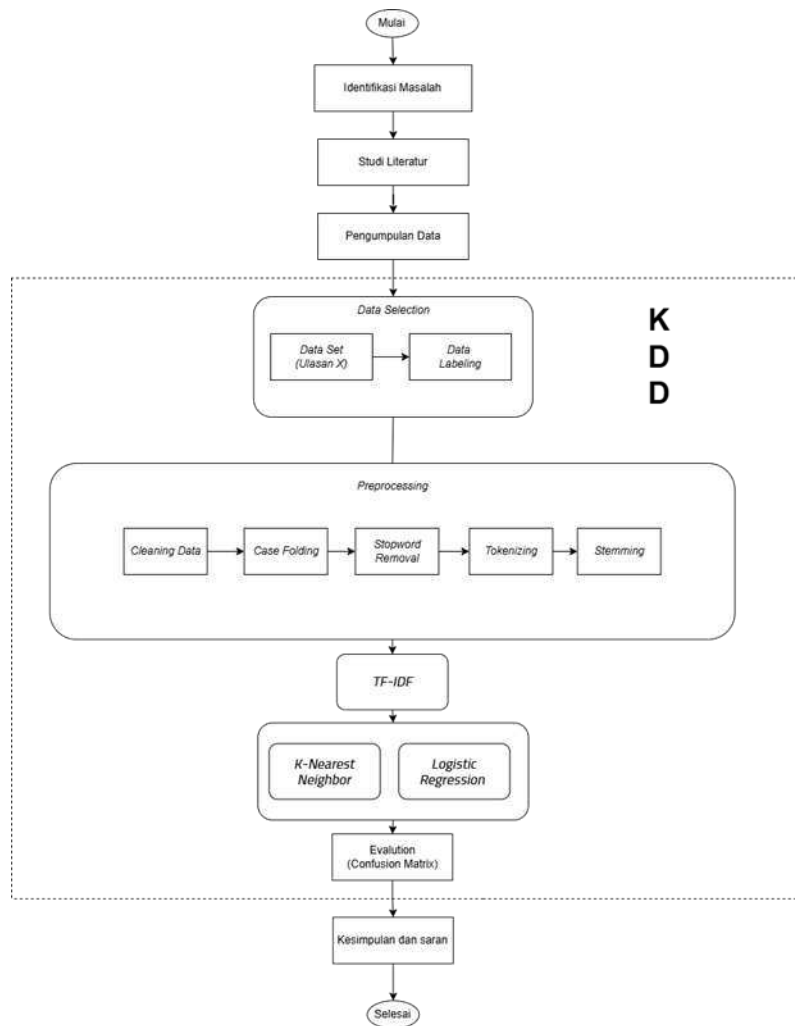 Mulai
Identifikasi Masalah
Studi Literatur
Pengumpulan Data
Data Selection
K
D
D
Data Set
(Ulasan X)
Data
Labeling
Preprocessing
Cleaning Data
Case Folding
Stopword
Removal
Tokenizing
Stemming
TF-IDF
K-Nearest
Neighbor
Logistic
Regression
Evalution
(Confusion Matrix)
Kesimpulan dan saran
Selesai